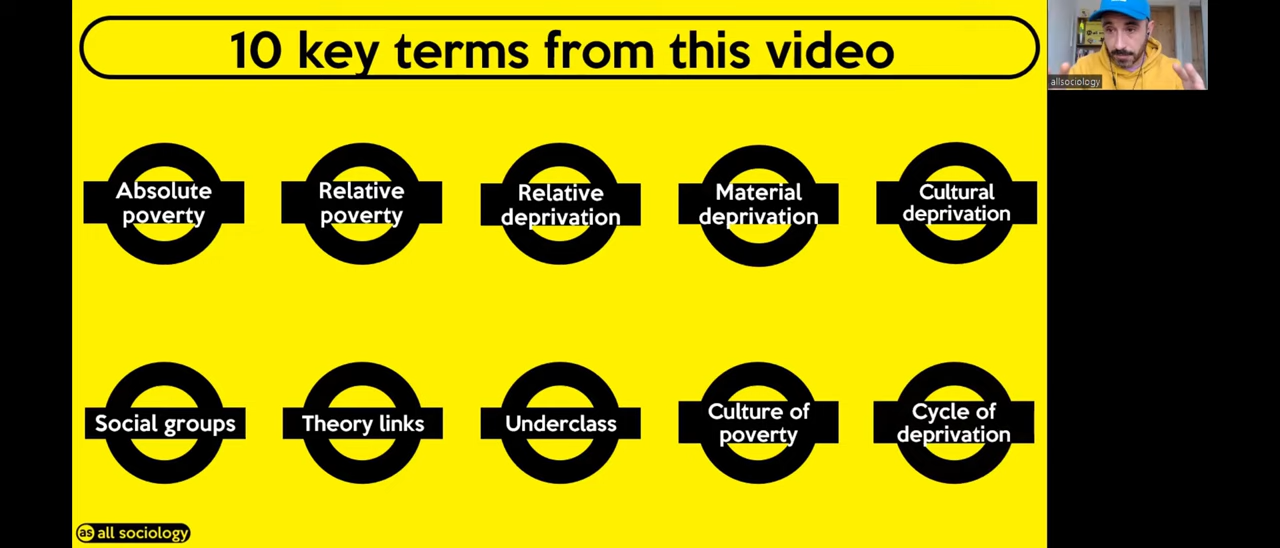 10 key terms from this video
allsociology
Absolute
poverty
Relative
poverty
Relative
deprivation
Material
deprivation
Cultural
deprivation
Social groups
Theory links
Underclass
Culture of
poverty
Cycle of
deprivation
as all sociology